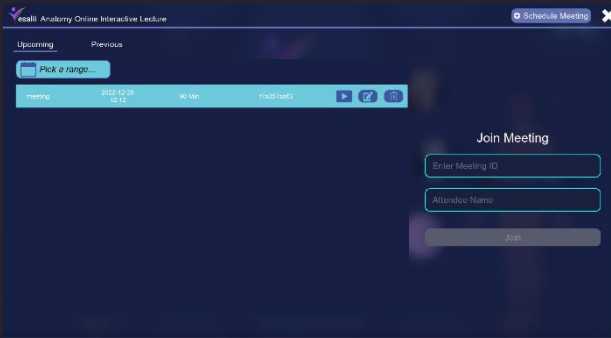 Vesalii Anatomy Online Interactive Lecture
Schedule Meeting
Upcoming Previous
Pick a range...
meeting 2022-12-26 90 Min
12:12
Join Meeting
Enter Meeting ID
Attendee Name
Join